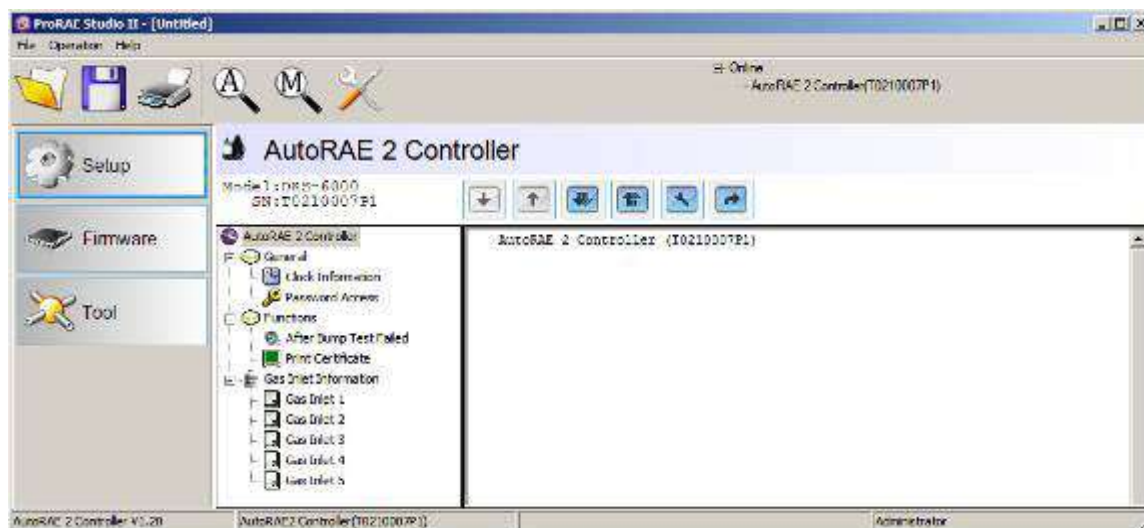 ProRAE Studio II - [Untitled]
File Operation Help
A M
Online
AutoRAE 2 Controller(T0210007P1)
Setup
Firmware
Tool
AutoRAE 2 Controller
Model:DKS-6000
SN:T0210007P1
AutoRAE 2 Controller
General
Clock Information
Password Access
Functions
After Bump Test Failed
Print Certificate
Gas Inlet Information
Gas Inlet 1
Gas Inlet 2
Gas Inlet 3
Gas Inlet 4
Gas Inlet 5
AutoRAE 2 Controller (T0210007P1)
AutoRAE 2 Controller V1.20
AutoRAE2 Controller(T0210007P1)
Administrator